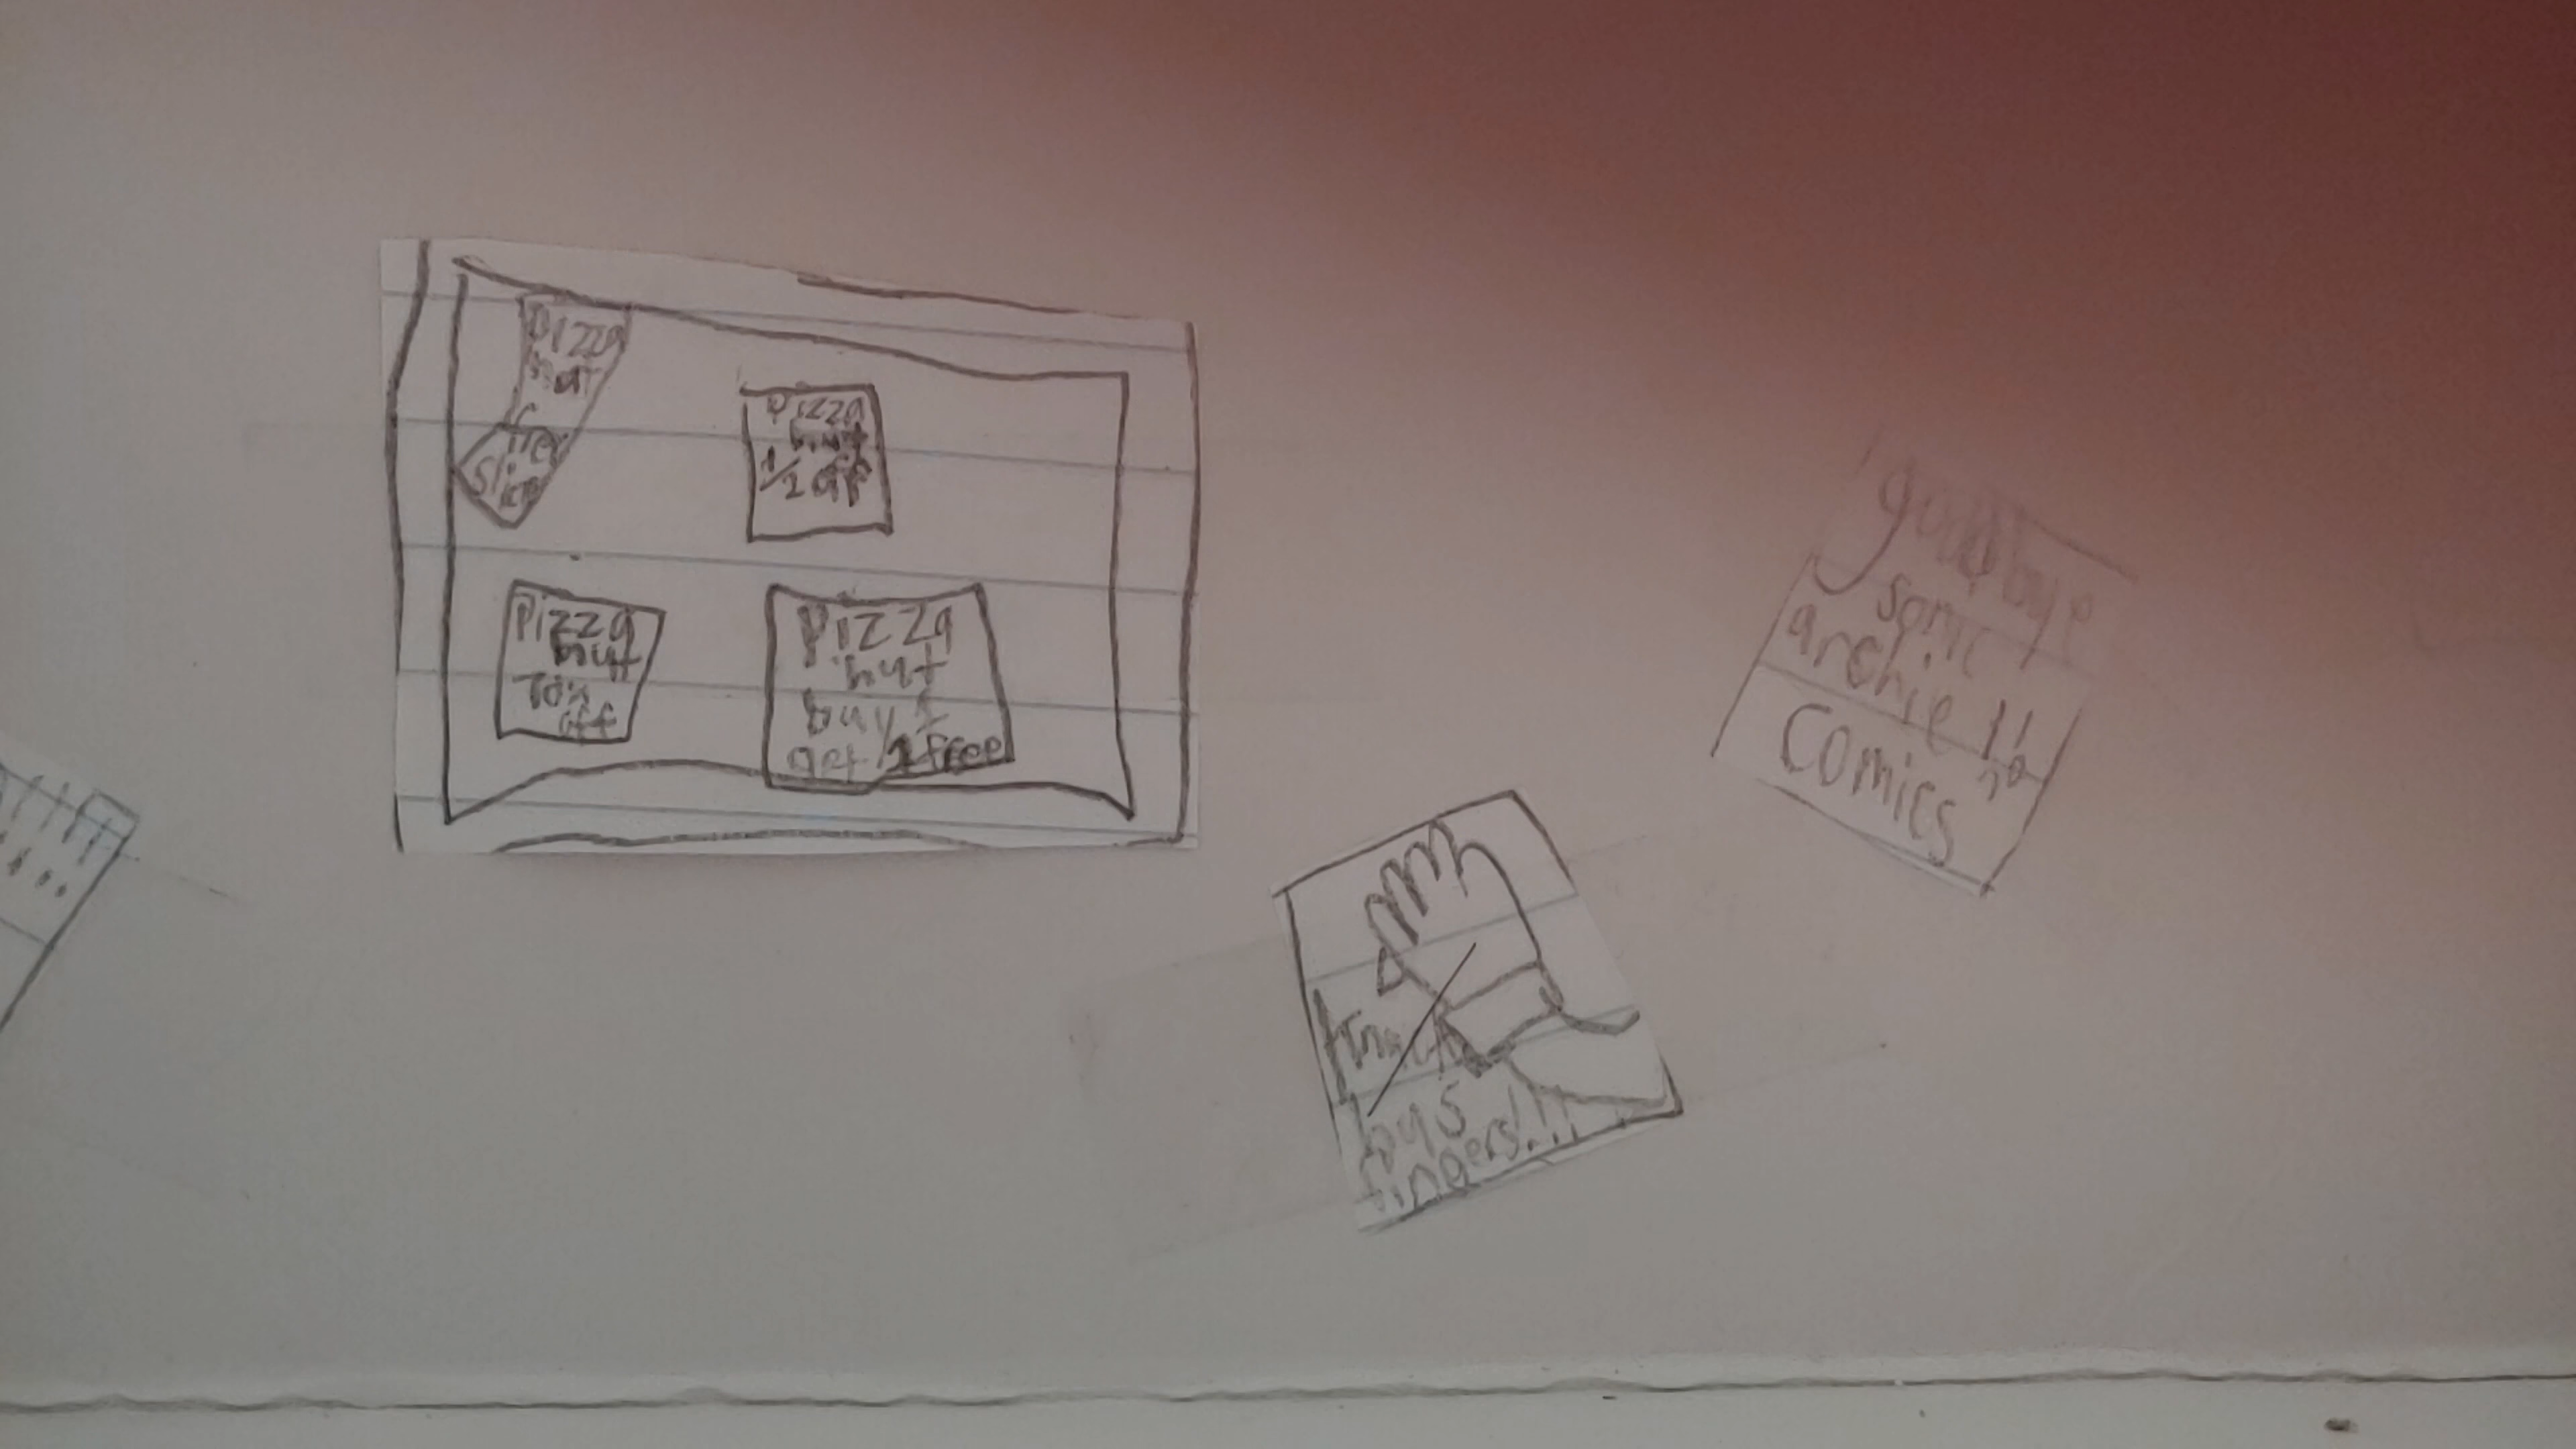 Pizza
hut
free
slice
Pizza
hut
1/2 off
Pizza
hut
off
Pizza
hut
buy 1
get 1 free
bus
fingers!!!
goodbye
sonic
archie !!
Comics